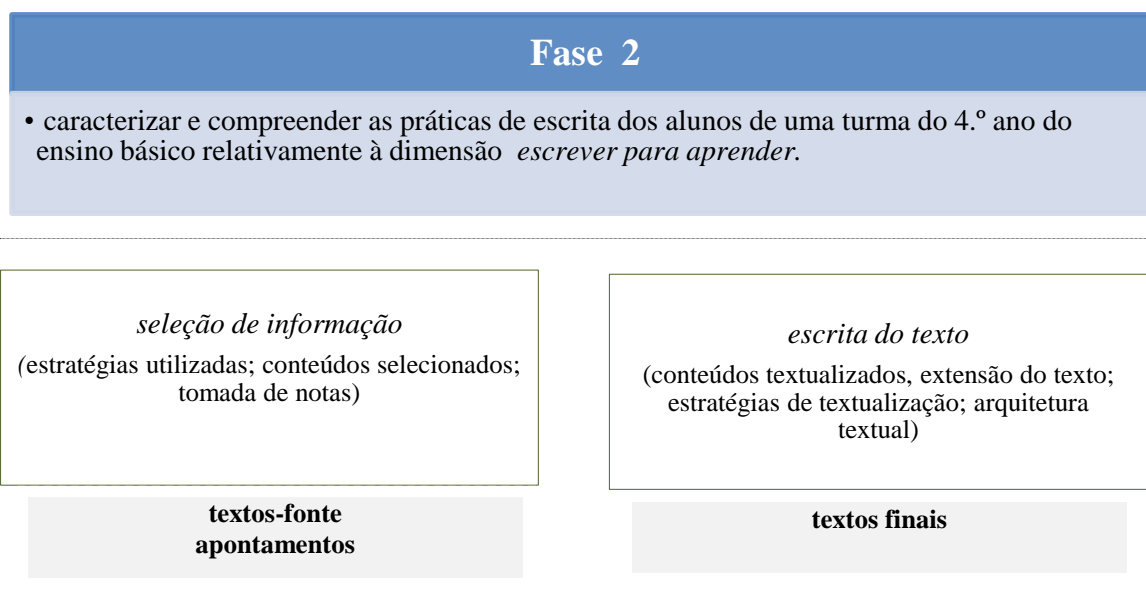 Fase 2
• caracterizar e compreender as práticas de escrita dos alunos de uma turma do 4.º ano do
ensino básico relativamente à dimensão escrever para aprender.
seleção de informação
(estratégias utilizadas; conteúdos selecionados;
tomada de notas)
textos-fonte
apontamentos
escrita do texto
(conteúdos textualizados, extensão do texto;
estratégias de textualização; arquitetura
textual)
textos finais